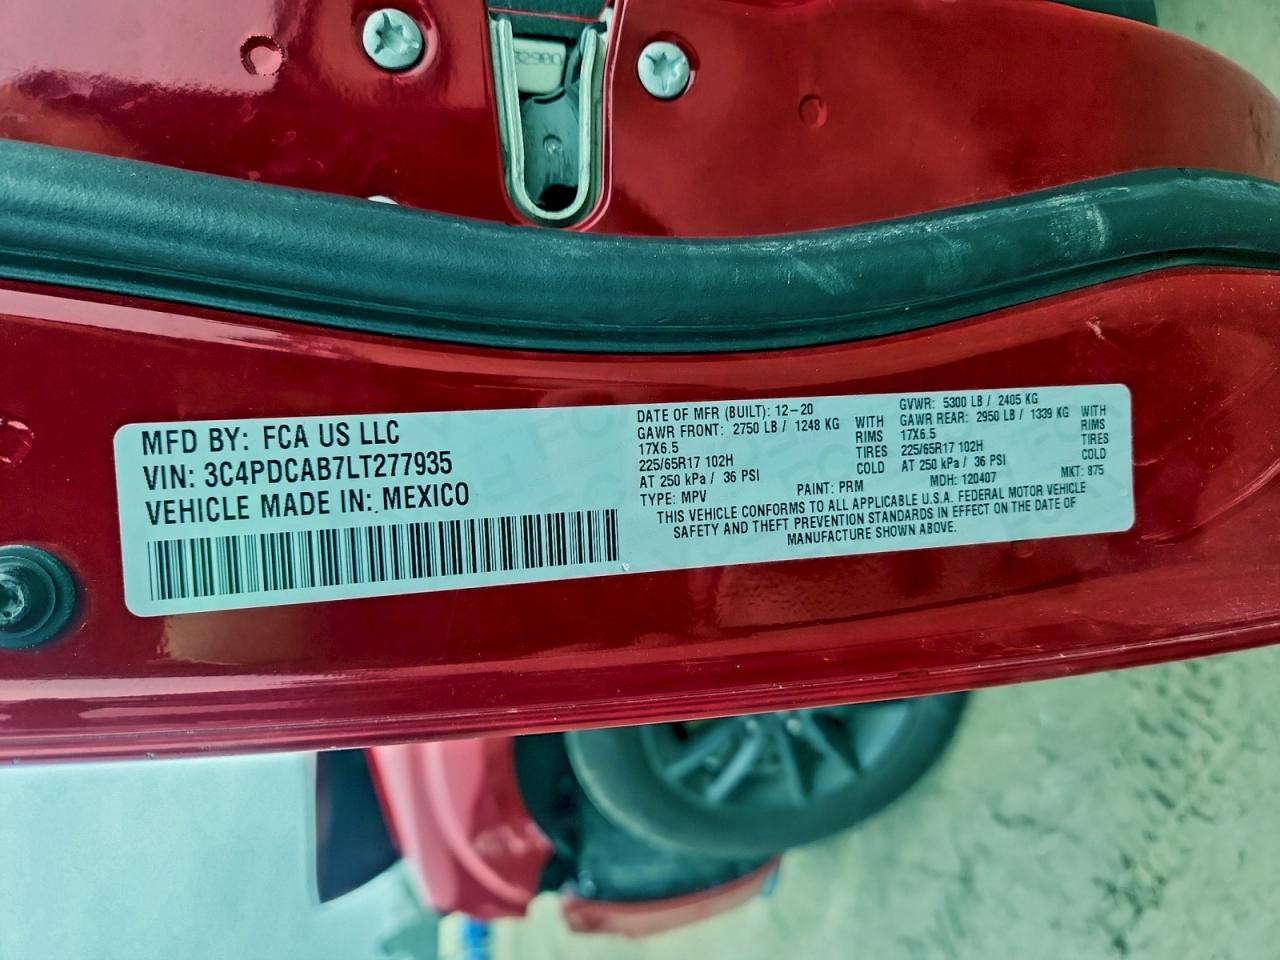 MFD BY: FCA US LLC
VIN: 3C4PDCAB7LT277935
VEHICLE MADE IN: MEXICO
DATE OF MFR (BUILT): 12-20
GAWR FRONT: 2750 LB / 1248 KG WITH
17X6.5 RIMS
225/65R17 102H TIRES
AT 250 kPa / 36 PSI COLD
TYPE: MPV PAINT: PRM
GVWR: 5300 LB / 2405 KG
GAWR REAR: 2950 LB / 1339 KG WITH
17X6.5 RIMS
225/65R17 102H TIRES
AT 250 kPa / 36 PSI COLD
MDH: 120407 MKT: 875
THIS VEHICLE CONFORMS TO ALL APPLICABLE U.S.A. FEDERAL MOTOR VEHICLE
SAFETY AND THEFT PREVENTION STANDARDS IN EFFECT ON THE DATE OF
MANUFACTURE SHOWN ABOVE.